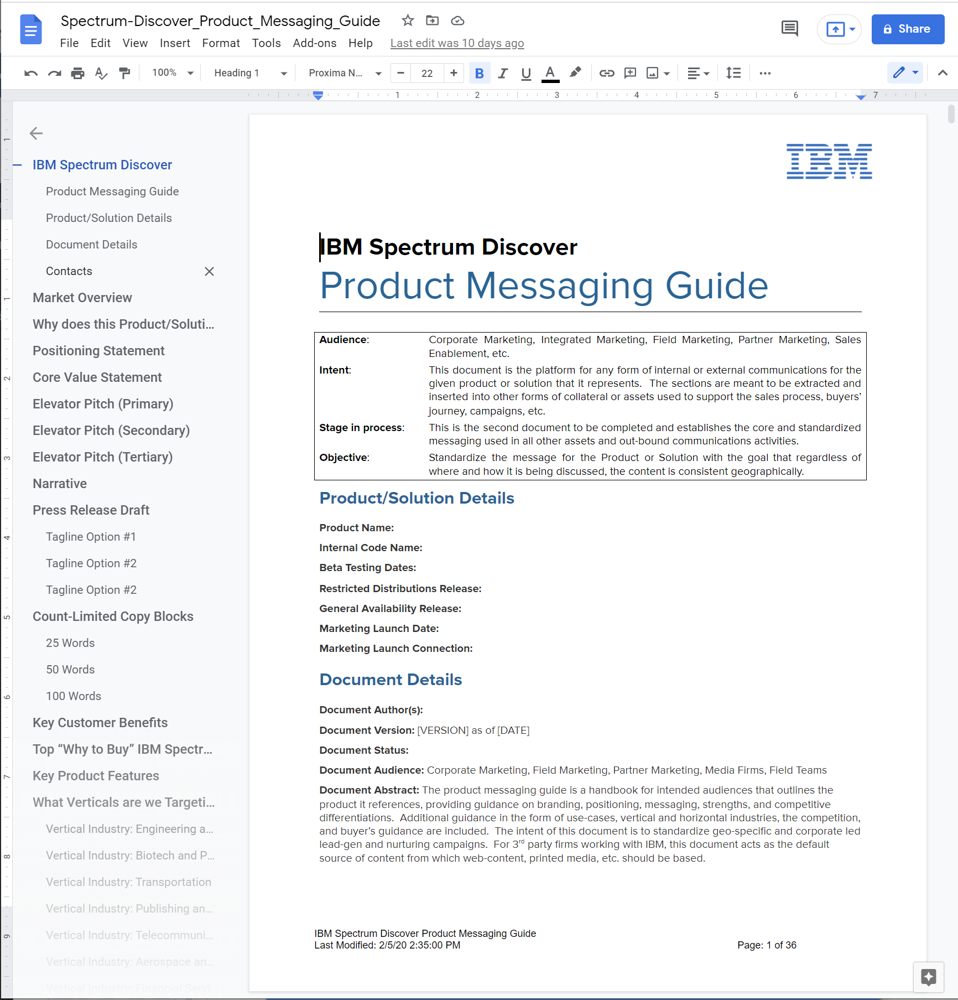 Spectrum-Discover_Product_Messaging_Guide
File Edit View Insert Format Tools Add-ons Help Last edit was 10 days ago
Share
100% Heading 1 Proxima N... 22 B I U A
1 2 3 4 5 6 7
IBM Spectrum Discover
Product Messaging Guide
Product/Solution Details
Document Details
Contacts
Market Overview
Why does this Product/Soluti...
Positioning Statement
Core Value Statement
Elevator Pitch (Primary)
Elevator Pitch (Secondary)
Elevator Pitch (Tertiary)
Narrative
Press Release Draft
Tagline Option #1
Tagline Option #2
Tagline Option #2
Count-Limited Copy Blocks
25 Words
50 Words
100 Words
Key Customer Benefits
Top “Why to Buy” IBM Spectr...
Key Product Features
What Verticals are we Targeti...
Vertical Industry: Engineering a...
Vertical Industry: Biotech and P...
Vertical Industry: Transportation
Vertical Industry: Publishing an...
Vertical Industry: Telecommuni...
Vertical Industry: Aerospace an...
Vertical Industry: Financial Servi...
1
1
2
3
4
5
6
7
8
9
IBM
IBM Spectrum Discover
Product Messaging Guide
Audience: Corporate Marketing, Integrated Marketing, Field Marketing, Partner Marketing, Sales
Enablement, etc.
Intent: This document is the platform for any form of internal or external communications for the
given product or solution that it represents. The sections are meant to be extracted and
inserted into other forms of collateral or assets used to support the sales process, buyers’
journey, campaigns, etc.
Stage in process: This is the second document to be completed and establishes the core and standardized
messaging used in all other assets and out-bound communications activities.
Objective: Standardize the message for the Product or Solution with the goal that regardless of
where and how it is being discussed, the content is consistent geographically.
Product/Solution Details
Product Name:
Internal Code Name:
Beta Testing Dates:
Restricted Distributions Release:
General Availability Release:
Marketing Launch Date:
Marketing Launch Connection:
Document Details
Document Author(s):
Document Version: [VERSION] as of [DATE]
Document Status:
Document Audience: Corporate Marketing, Field Marketing, Partner Marketing, Media Firms, Field Teams
Document Abstract: The product messaging guide is a handbook for intended audiences that outlines the
product it references, providing guidance on branding, positioning, messaging, strengths, and competitive
differentiations. Additional guidance in the form of use-cases, vertical and horizontal industries, the competition,
and buyer’s guidance are included. The intent of this document is to standardize geo-specific and corporate led
lead-gen and nurturing campaigns. For 3rd party firms working with IBM, this document acts as the default
source of content from which web-content, printed media, etc. should be based.
IBM Spectrum Discover Product Messaging Guide
Last Modified: 2/5/20 2:35:00 PM Page: 1 of 36